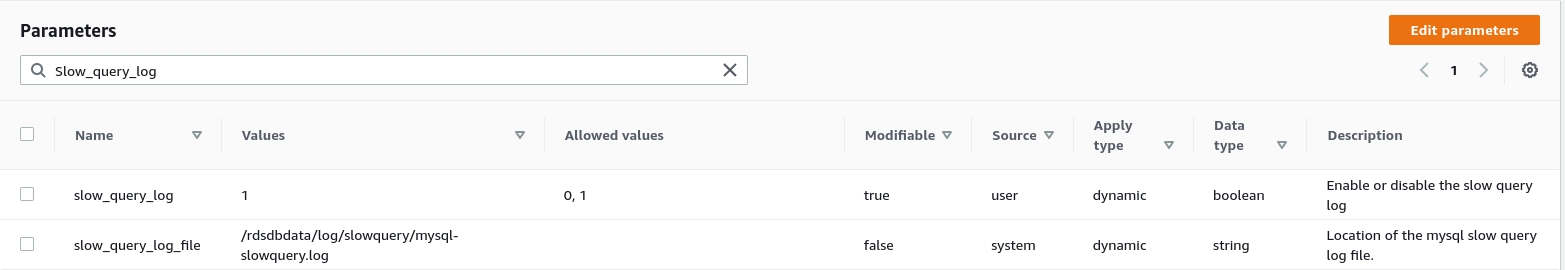 Parameters
Edit parameters
Slow_query_log
1
Name Values Allowed values Modifiable Source Apply type Data type Description
slow_query_log 1 0, 1 true user dynamic boolean Enable or disable the slow query
log
slow_query_log_file /rdsdbdata/log/slowquery/mysql- false system dynamic string Location of the mysql slow query
slowquery.log log file.